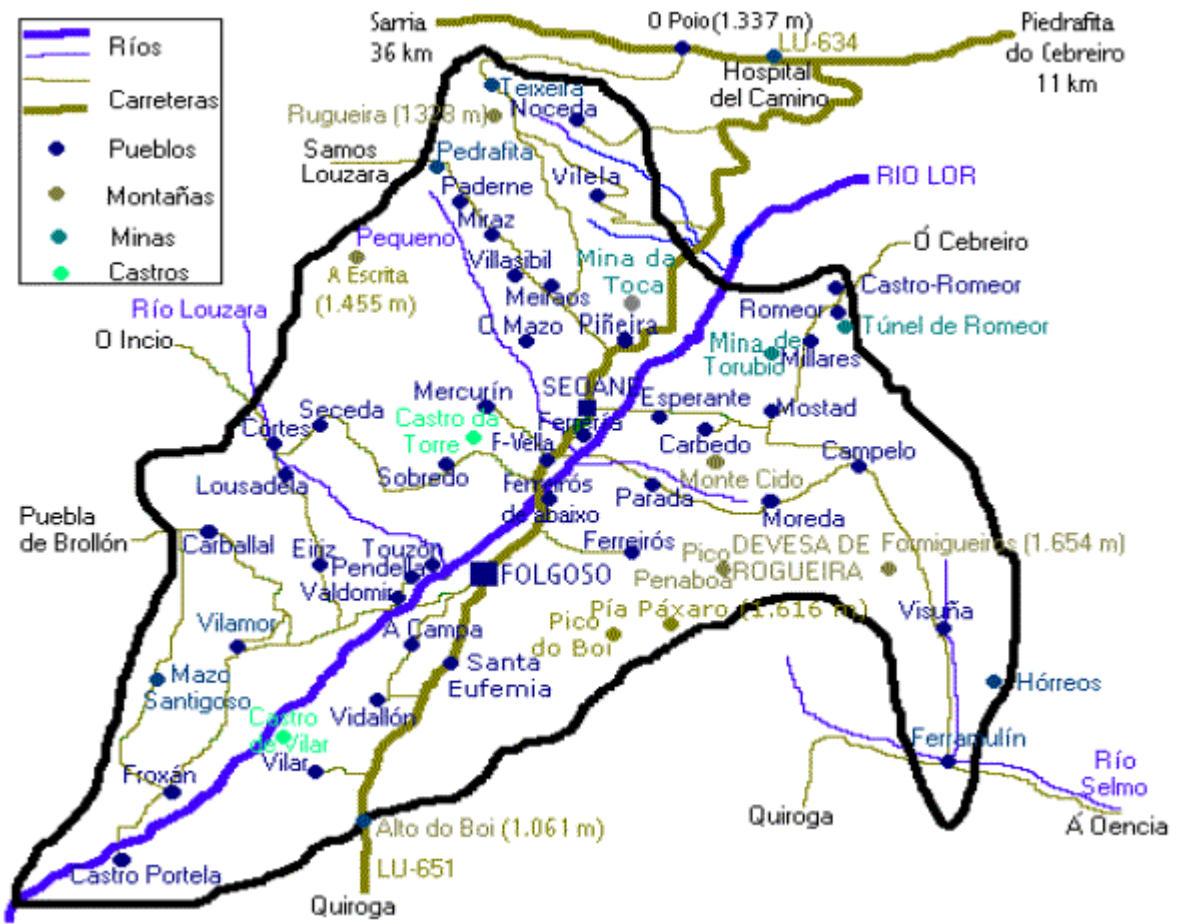 Ríos
Carreteras
Pueblos
Montañas
Minas
Castros
Sarria
36 km
O Poio (1.337 m)
LU-634
Piedrafita
do Cebreiro
11 km
Hospital
del Camino
Teixeira
Noceda
Rugueira (1328 m)
Samos
Louzara
Pedrafita
Paderne
Vilela
RIO LOR
Miraz
Pequeno
Villasibil
Mina da
Toca
Ó Cebreiro
A Escrita
(1.455 m)
Meiraos
Castro-Romeor
Río Louzara
Romeor
O Mazo
Piñeira
Túnel de Romeor
O Incio
Mina de
Torubio
Millares
Mercurín
SEOANE
Esperante
Mostad
Seceda
Castro da
Torre
Ferrería
Cortes
F-Vella
Carbedo
Campelo
Lousadela
Sobredo
Monte Cido
Ferreirós
de abaixo
Parada
Moreda
Puebla
de Brollón
Carballal
Eiriz
Touzón
Ferreirós
Pico
Penaboa
DEVESA DE
ROGUEIRA
Formigueiros (1.654 m)
Pendella
FOLGOSO
Valdomir
Pía Páxaro (1.616 m)
Visuña
Vilamor
A Campa
Pico
do Boi
Mazo
Santigoso
Santa
Eufemia
Hórreos
Castro
de Vilar
Vidallón
Ferramulín
Vilar
Froxán
Río
Selmo
Quiroga
Á Oencia
Alto do Boi (1.061 m)
Castro Portela
LU-651
Quiroga